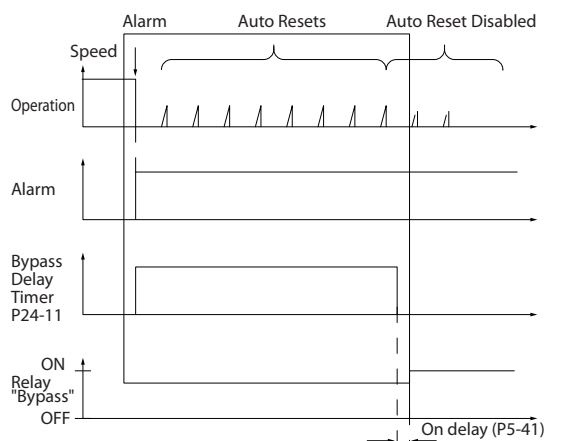 Alarm
Auto Resets
Auto Reset Disabled
Speed
Operation
Alarm
Bypass
Delay
Timer
P24-11
ON
Relay
"Bypass"
OFF
On delay (P5-41)